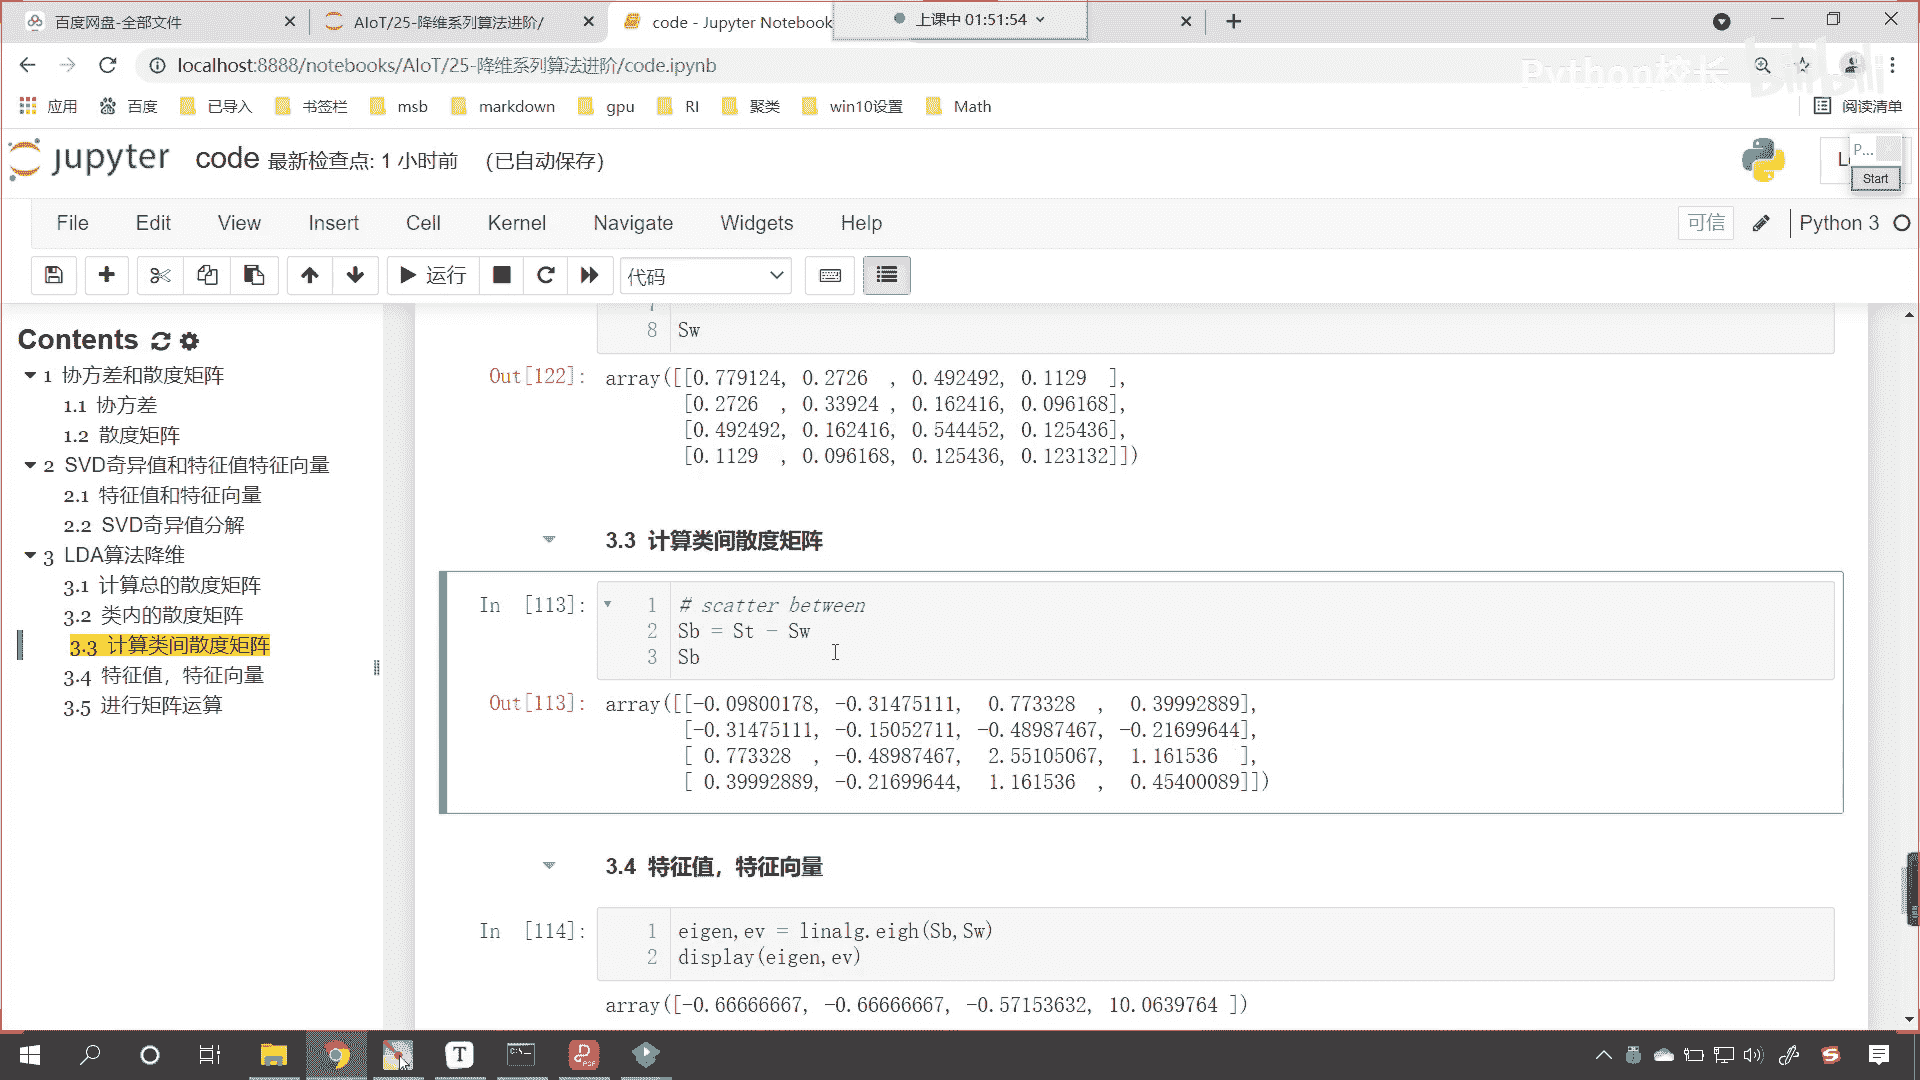 百度网盘-全部文件
AIoT/25-降维系列算法进阶/
code - Jupyter Notebook
上课中 01:51:54
localhost:8888/notebooks/AIoT/25-降维系列算法进阶/code.ipynb
Python校长
bilibili
应用 百度 已导入 书签栏 msb markdown gpu RI 聚类 win10设置 Math 阅读清单
jupyter code 最新检查点: 1 小时前 (已自动保存)
P...
Start
File Edit View Insert Cell Kernel Navigate Widgets Help 可信 Python 3
运行 代码
Contents
1 协方差和散度矩阵
1.1 协方差
1.2 散度矩阵
2 SVD奇异值和特征值特征向量
2.1 特征值和特征向量
2.2 SVD奇异值分解
3 LDA算法降维
3.1 计算总的散度矩阵
3.2 类内的散度矩阵
3.3 计算类间散度矩阵
3.4 特征值，特征向量
3.5 进行矩阵运算
7
8 Sw
Out[122]: array([[0.779124, 0.2726 , 0.492492, 0.1129 ],
[0.2726 , 0.33924 , 0.162416, 0.096168],
[0.492492, 0.162416, 0.544452, 0.125436],
[0.1129 , 0.096168, 0.125436, 0.123132]])
3.3 计算类间散度矩阵
In [113]: 1 # scatter between
2 Sb = St - Sw
3 Sb
Out[113]: array([[-0.09800178, -0.31475111, 0.773328 , 0.39992889],
[-0.31475111, -0.15052711, -0.48987467, -0.21699644],
[ 0.773328 , -0.48987467, 2.55105067, 1.161536 ],
[ 0.39992889, -0.21699644, 1.161536 , 0.45400089]])
3.4 特征值，特征向量
In [114]: 1 eigen,ev = linalg.eigh(Sb,Sw)
2 display(eigen,ev)
array([-0.66666667, -0.66666667, -0.57153632, 10.0639764 ])